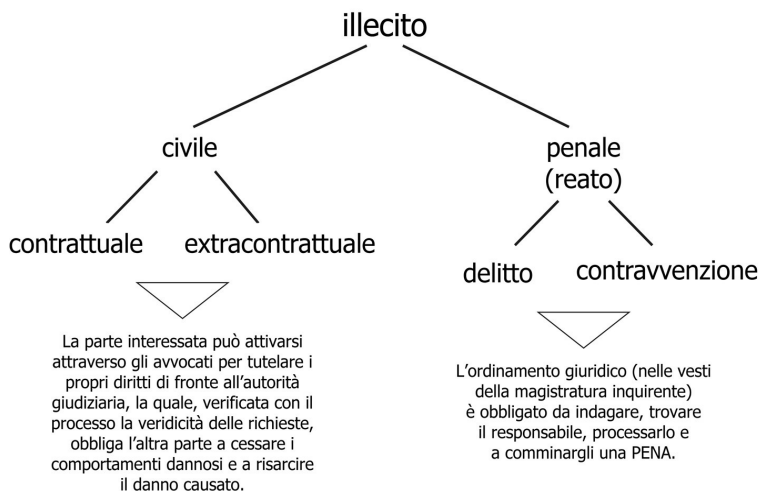 illecito
civile
penale
(reato)
contrattuale
extracontrattuale
delitto
contravvenzione
La parte interessata può attivarsi
attraverso gli avvocati per tutelare i
propri diritti di fronte all'autorità
giudiziaria, la quale, verificata con il
processo la veridicità delle richieste,
obbliga l'altra parte a cessare i
comportamenti dannosi e a risarcire
il danno causato.
L'ordinamento giuridico (nelle vesti
della magistratura inquirente)
è obbligato da indagare, trovare
il responsabile, processarlo e
a comminargli una PENA.